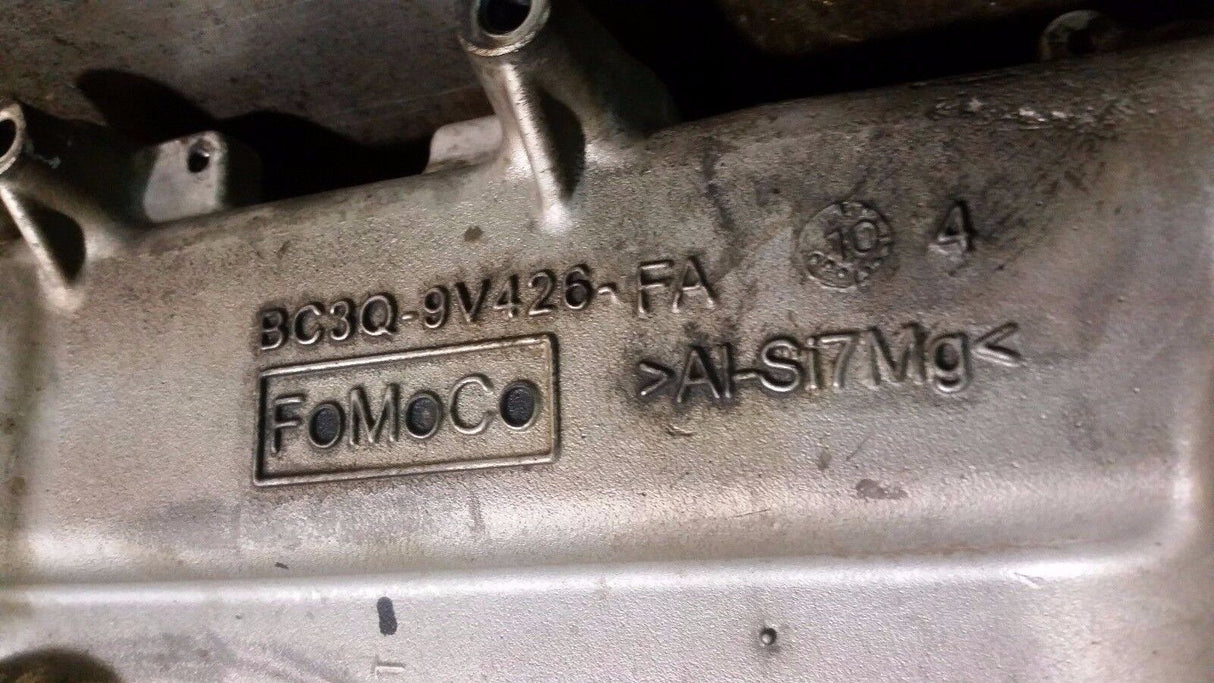 BC3Q-9V426-FA
10 4
FoMoCo
>Al-Si7Mg<